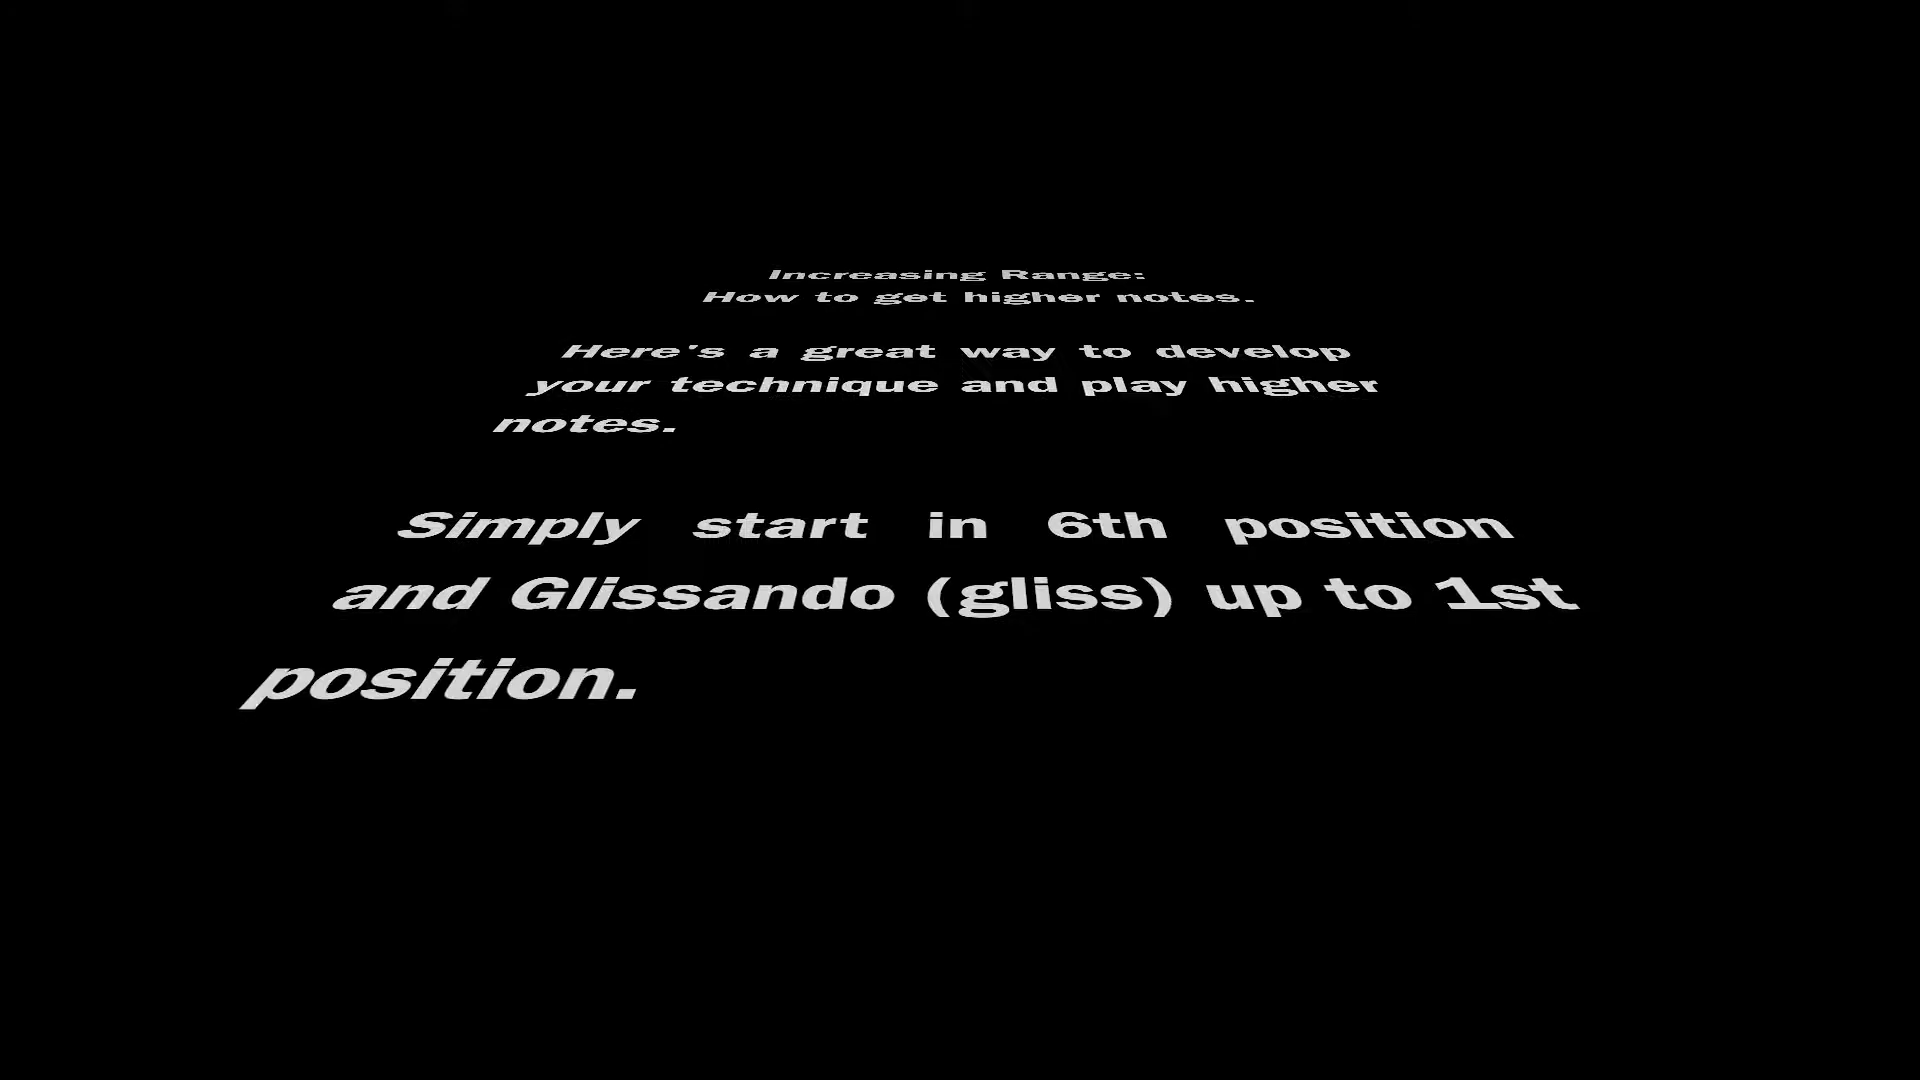 Increasing Range:
How to get higher notes.
Here's a great way to develop
your technique and play higher
notes.
Simply start in 6th position
and Glissando (gliss) up to 1st
position.